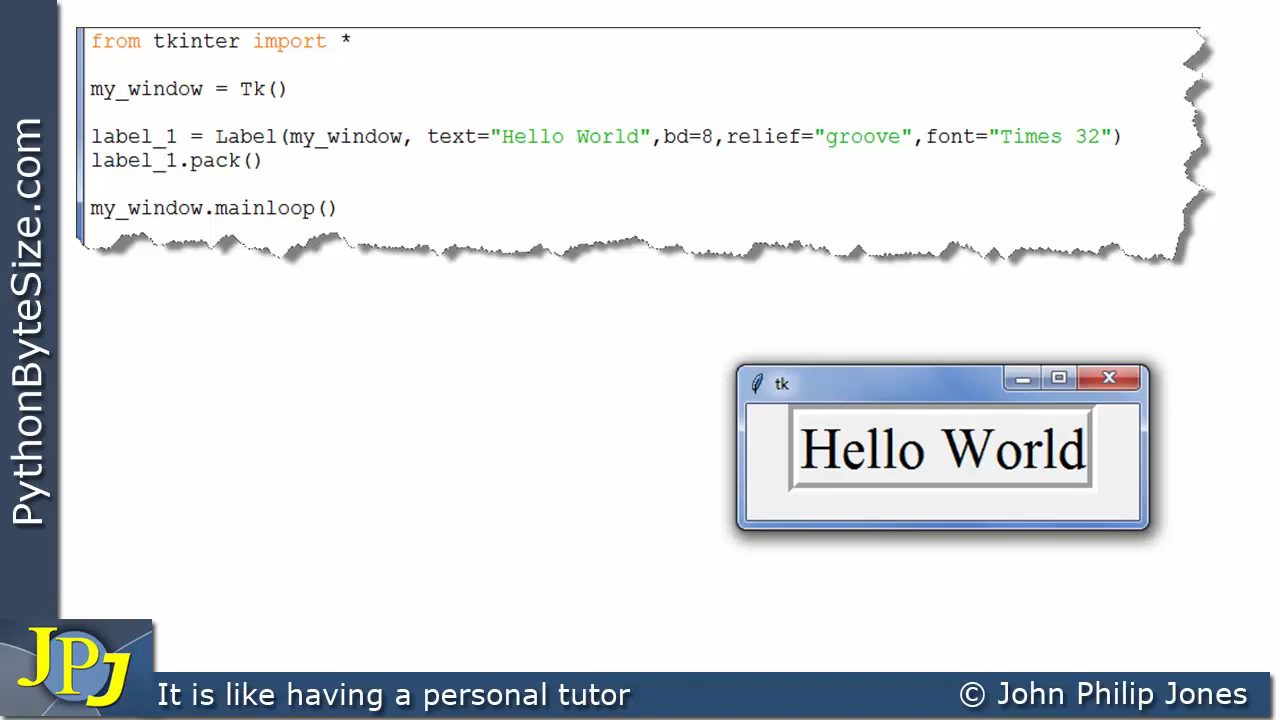 from tkinter import *
my_window = Tk()
label_1 = Label(my_window, text="Hello World",bd=8,relief="groove",font="Times 32")
label_1.pack()
my_window.mainloop()
tk
Hello World
PythonByteSize.com
JPJ
It is like having a personal tutor
© John Philip Jones